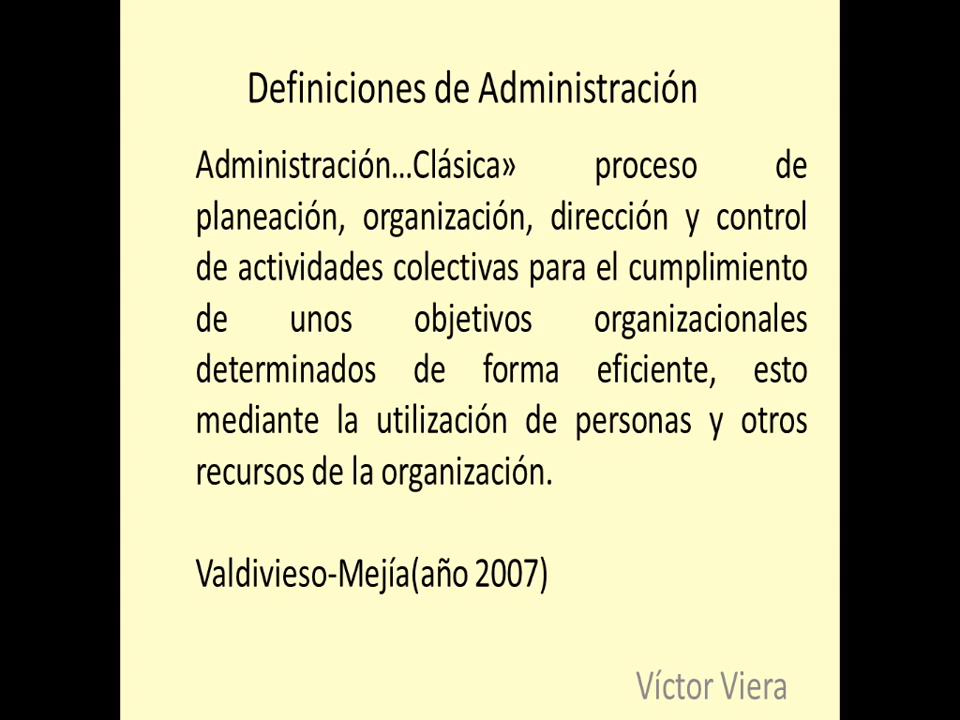 Definiciones de Administración
Administración...Clásica» proceso de
planeación, organización, dirección y control
de actividades colectivas para el cumplimiento
de unos objetivos organizacionales
determinados de forma eficiente, esto
mediante la utilización de personas y otros
recursos de la organización.
Valdivieso-Mejía(año 2007)
Víctor Viera